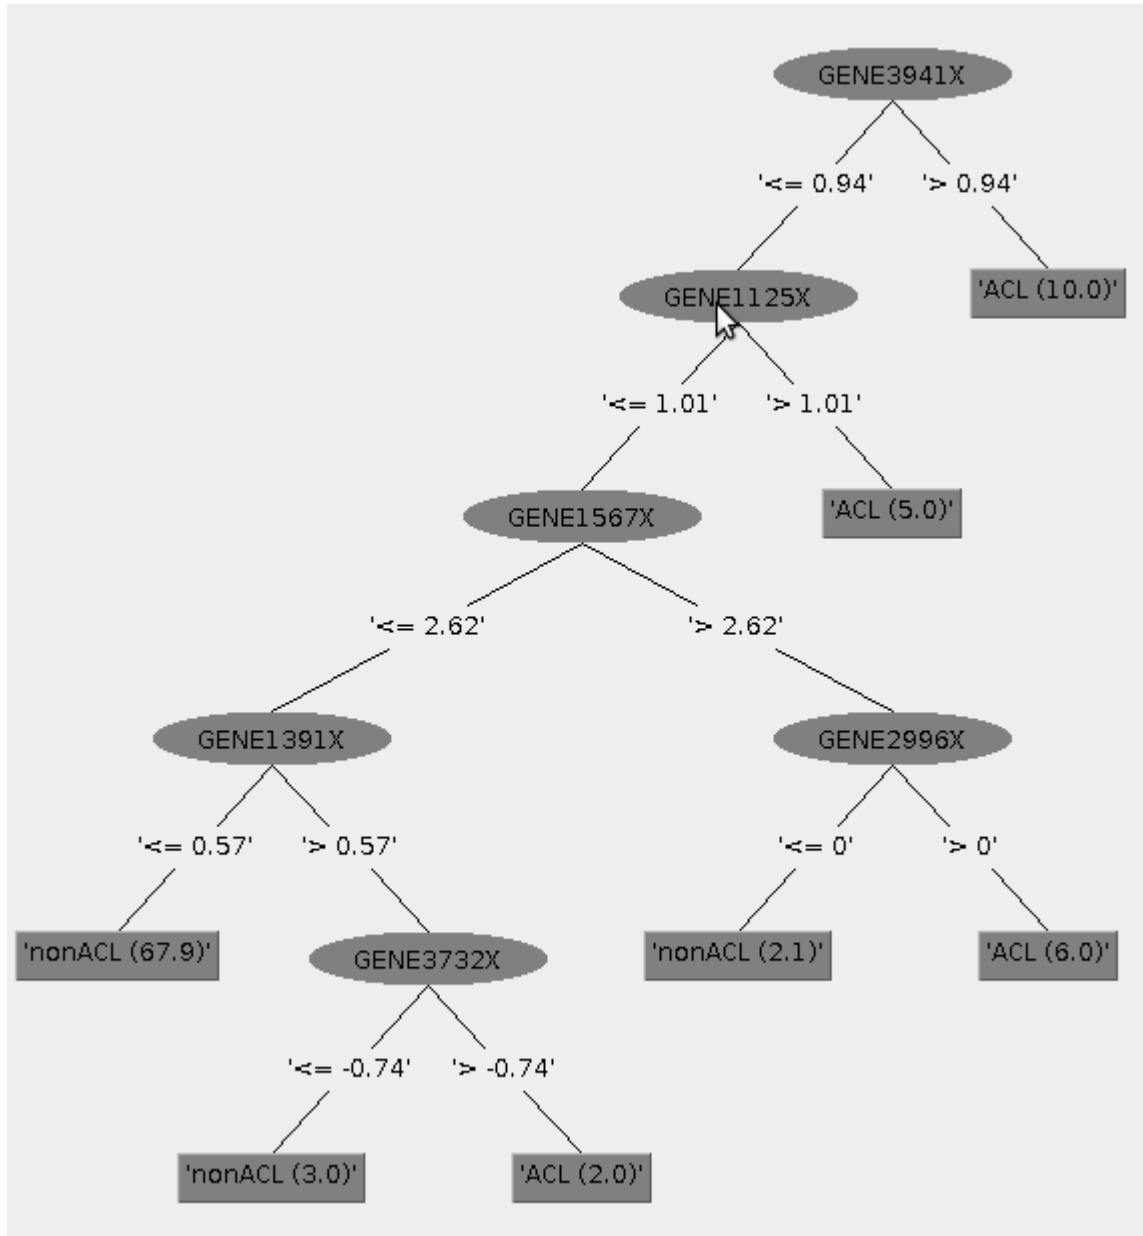 GENE3941X
'<= 0.94' '> 0.94'
GENE1125X 'ACL (10.0)'
'<= 1.01' '> 1.01'
GENE1567X 'ACL (5.0)'
'<= 2.62' '> 2.62'
GENE1391X GENE2996X
'<= 0.57' '> 0.57' '<= 0' '> 0'
'nonACL (67.9)' GENE3732X 'nonACL (2.1)' 'ACL (6.0)'
'<= -0.74' '> -0.74'
'nonACL (3.0)' 'ACL (2.0)'